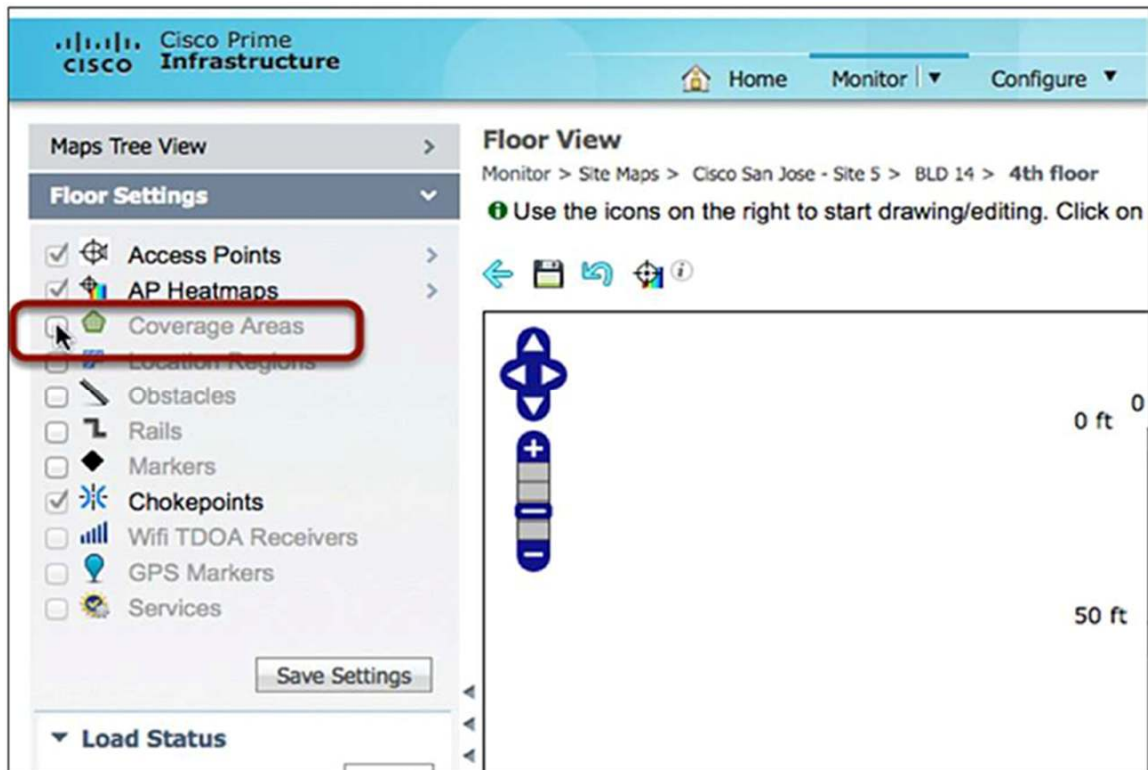 Cisco Prime
CISCO Infrastructure
Home Monitor Configure
Maps Tree View
Floor Settings
Access Points
AP Heatmaps
Coverage Areas
Location Regions
Obstacles
Rails
Markers
Chokepoints
Wifi TDOA Receivers
GPS Markers
Services
Save Settings
Load Status
Floor View
Monitor > Site Maps > Cisco San Jose - Site 5 > BLD 14 > 4th floor
Use the icons on the right to start drawing/editing. Click on
0
0 ft
50 ft